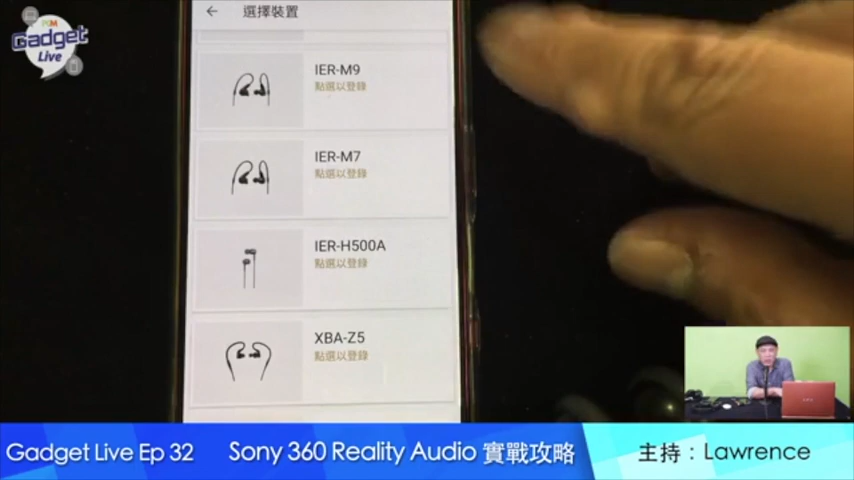 PCM
Gadget
Live
← 選擇裝置
IER-M9
點選以登錄
IER-M7
點選以登錄
IER-H500A
點選以登錄
XBA-Z5
點選以登錄
Gadget Live Ep 32 Sony 360 Reality Audio 實戰攻略 主持：Lawrence